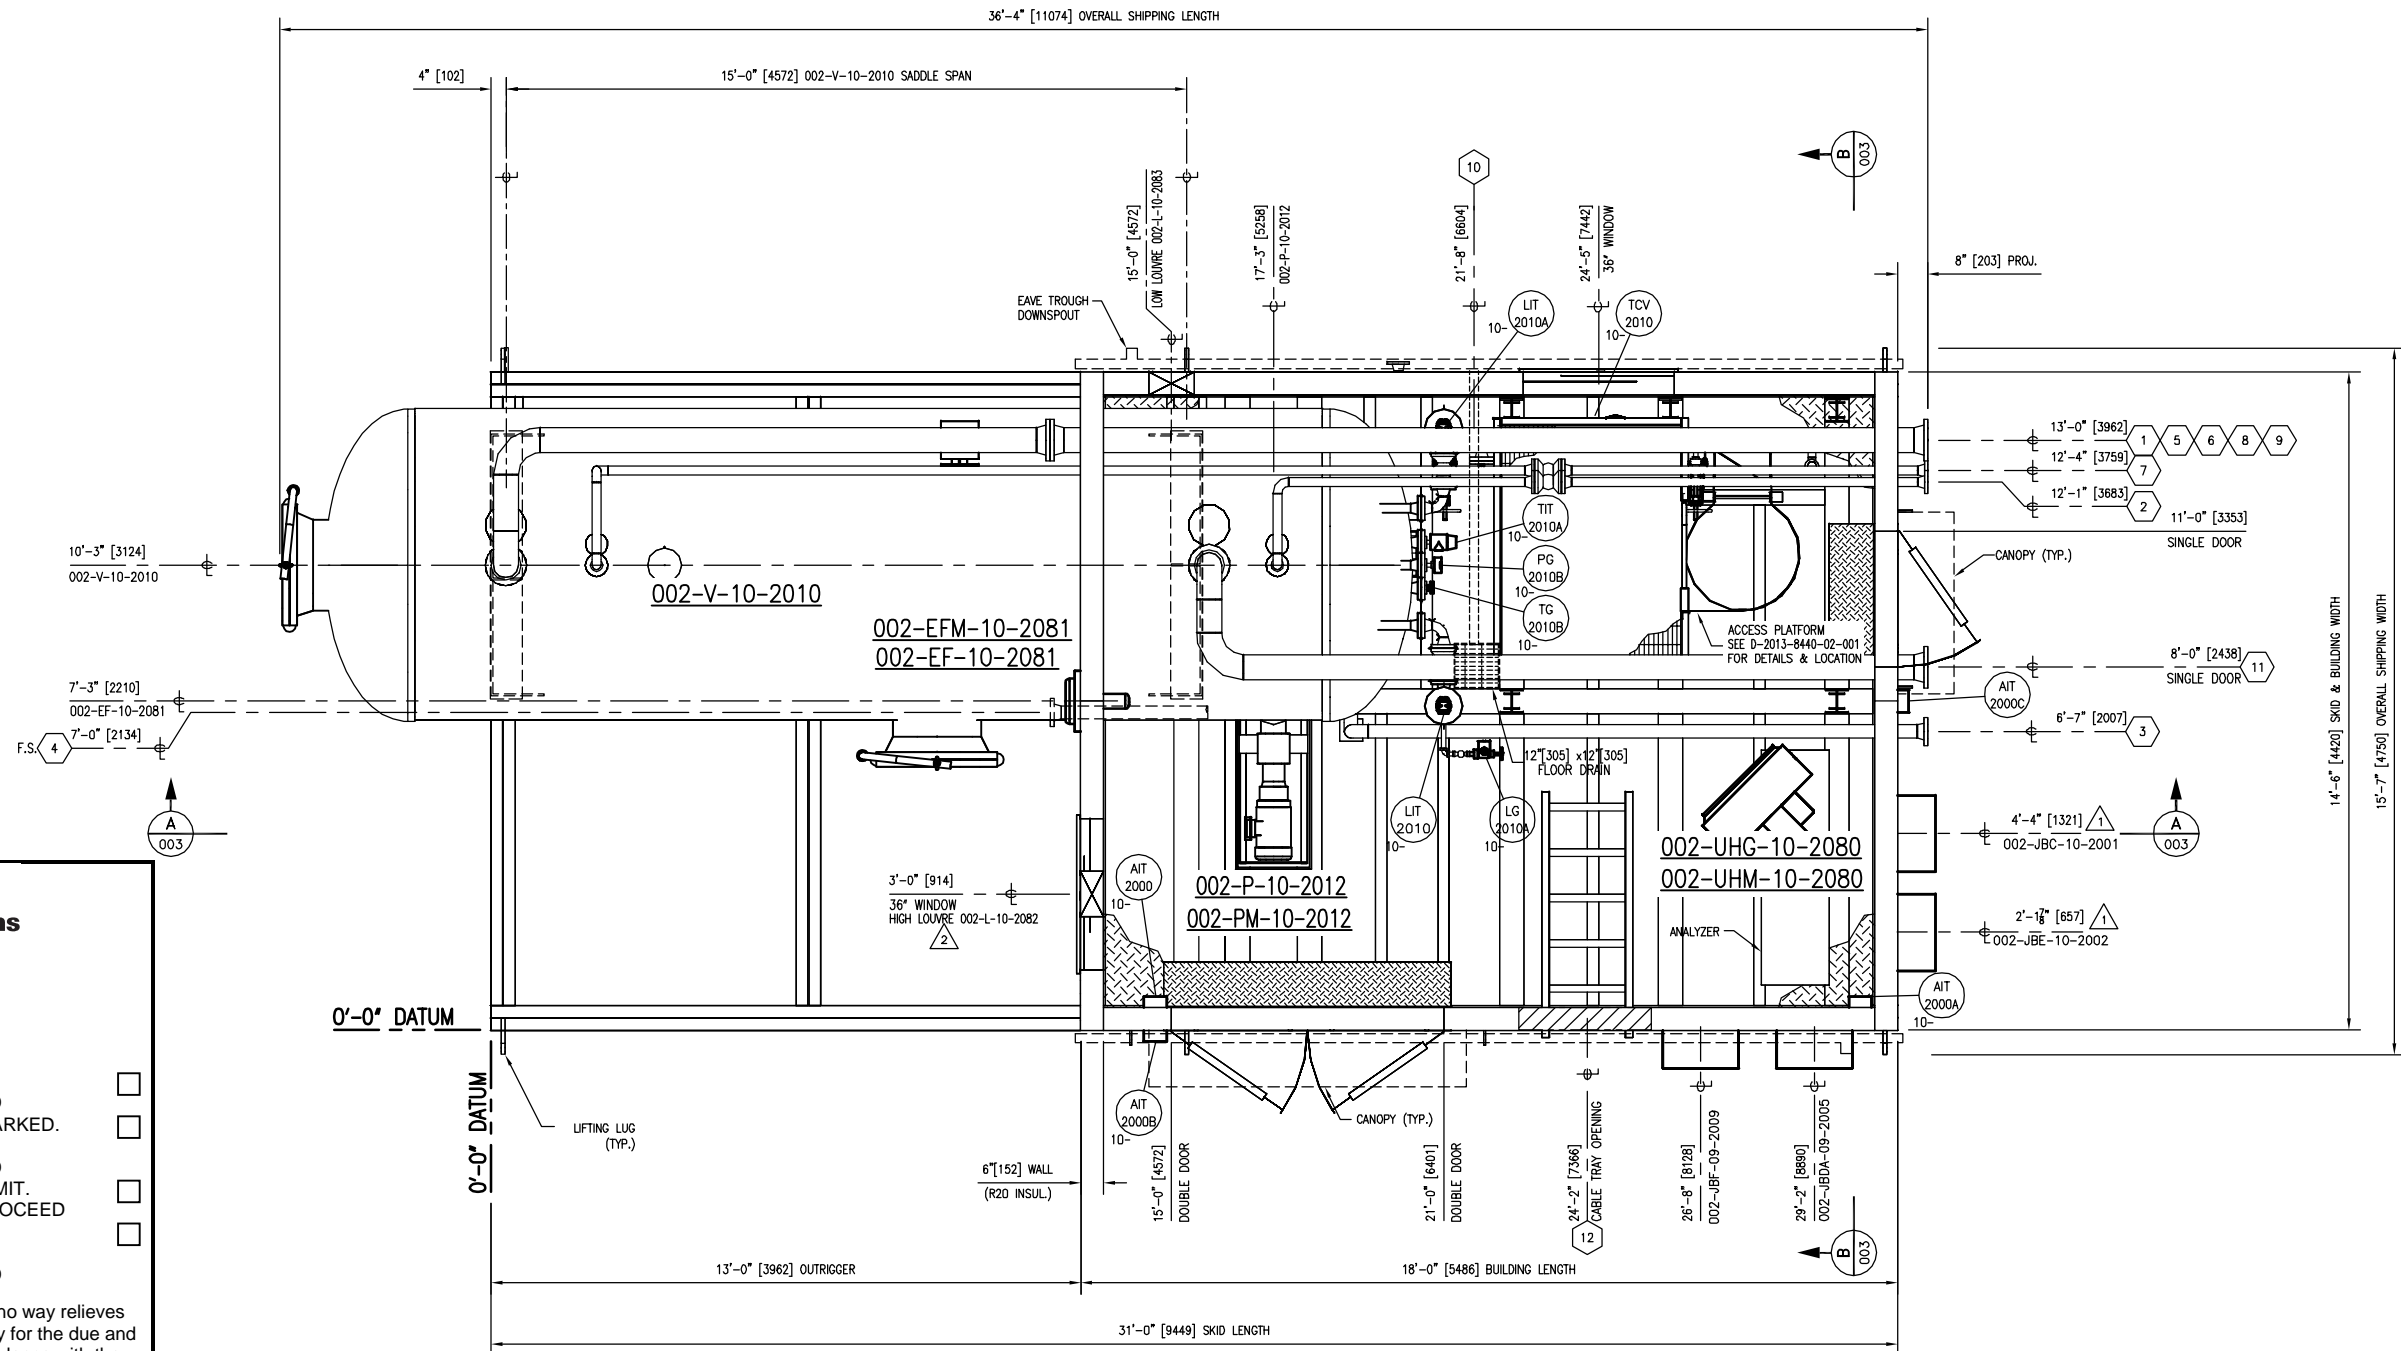 36'-4" [11074] OVERALL SHIPPING LENGTH
4" [102]
15'-0" [4572] 002-V-10-2010 SADDLE SPAN
B
003
10
15'-0" [4572]
LOW LOUVRE 002-L-10-2083
17'-3" [5258]
002-P-10-2012
21'-8" [6604]
24'-5" [7442]
36" WINDOW
8" [203] PROJ.
EAVE TROUGH
DOWNSPOUT
LIT
2010A
10-
TCV
2010
10-
13'-0" [3962]
1
5
6
8
9
12'-4" [3759]
7
12'-1" [3683]
2
11'-0" [3353]
SINGLE DOOR
CANOPY (TYP.)
TIT
2010A
10-
PG
2010B
10-
TG
2010B
10-
10'-3" [3124]
002-V-10-2010
002-V-10-2010
002-EFM-10-2081
002-EF-10-2081
ACCESS PLATFORM
SEE D-2013-8440-02-001
FOR DETAILS & LOCATION
14'-6" [4420] SKID & BUILDING WIDTH
15'-7" [4750] OVERALL SHIPPING WIDTH
8'-0" [2438]
SINGLE DOOR
11
AIT
2000C
7'-3" [2210]
002-EF-10-2081
F.S.
4
7'-0" [2134]
6'-7" [2007]
3
12"[305] x12"[305]
FLOOR DRAIN
A
003
LIT
2010
10-
LG
2010A
10-
4'-4" [1321]
1
002-JBC-10-2001
A
003
002-UHG-10-2080
002-UHM-10-2080
3'-0" [914]
36" WINDOW
HIGH LOUVRE 002-L-10-2082
2
AIT
2000
10-
002-P-10-2012
002-PM-10-2012
ANALYZER
2'-1 7/8" [657]
1
002-JBE-10-2002
AIT
2000A
10-
0'-0" DATUM
0'-0" DATUM
LIFTING LUG
(TYP.)
AIT
2000B
10-
CANOPY (TYP.)
6"[152] WALL
(R20 INSUL.)
15'-0" [4572]
DOUBLE DOOR
21'-0" [6401]
DOUBLE DOOR
24'-2" [7366]
CABLE TRAY OPENING
12
26'-8" [8128]
002-JBF-09-2009
29'-2" [8890]
002-JBDA-09-2005
B
003
13'-0" [3962] OUTRIGGER
18'-0" [5486] BUILDING LENGTH
31'-0" [9449] SKID LENGTH
ns
ARKED.
MIT.
OCEED
no way relieves
y for the due and